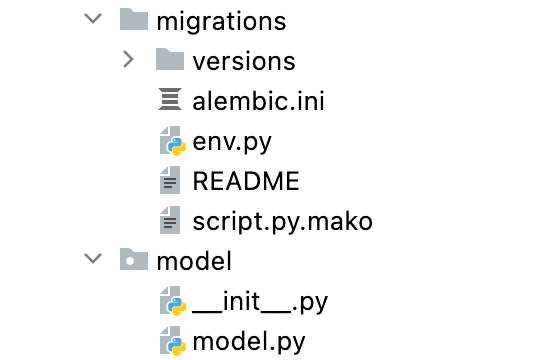 migrations
versions
alembic.ini
env.py
README
script.py.mako
model
__init__.py
model.py